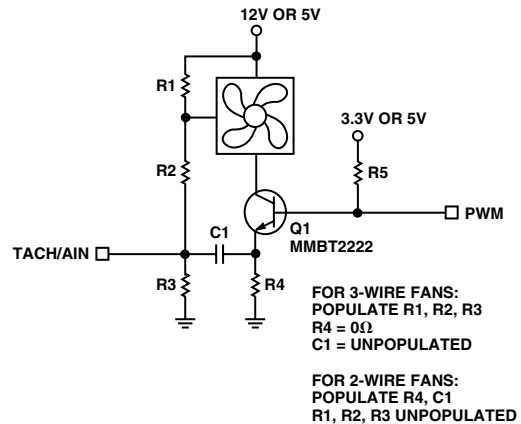 12V OR 5V
R1
3.3V OR 5V
R2
R5
Q1
MMBT2222
PWM
C1
TACH/AIN
R3
R4
FOR 3-WIRE FANS:
POPULATE R1, R2, R3
R4 = 0Ω
C1 = UNPOPULATED
FOR 2-WIRE FANS:
POPULATE R4, C1
R1, R2, R3 UNPOPULATED